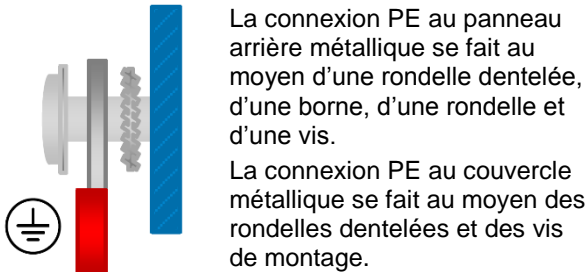 La connexion PE au panneau
arrière métallique se fait au
moyen d'une rondelle dentelée,
d'une borne, d'une rondelle et
d'une vis.
La connexion PE au couvercle
métallique se fait au moyen des
rondelles dentelées et des vis
de montage.